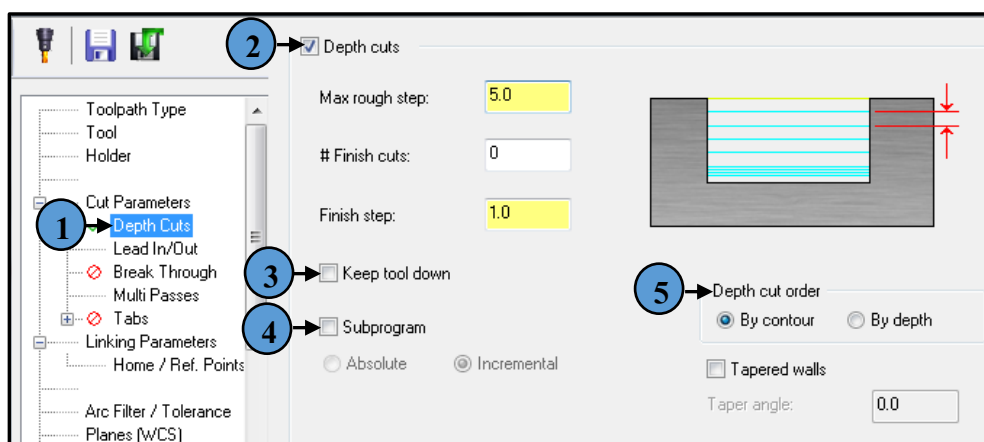 Toolpath Type
Tool
Holder
Cut Parameters
1
Depth Cuts
Lead In/Out
Break Through
Multi Passes
Tabs
Linking Parameters
Home / Ref. Points
Arc Filter / Tolerance
Planes (WCS)
2
Depth cuts
Max rough step:
5.0
# Finish cuts:
0
Finish step:
1.0
3
Keep tool down
4
Subprogram
Absolute
Incremental
5
Depth cut order
By contour
By depth
Tapered walls
Taper angle:
0.0